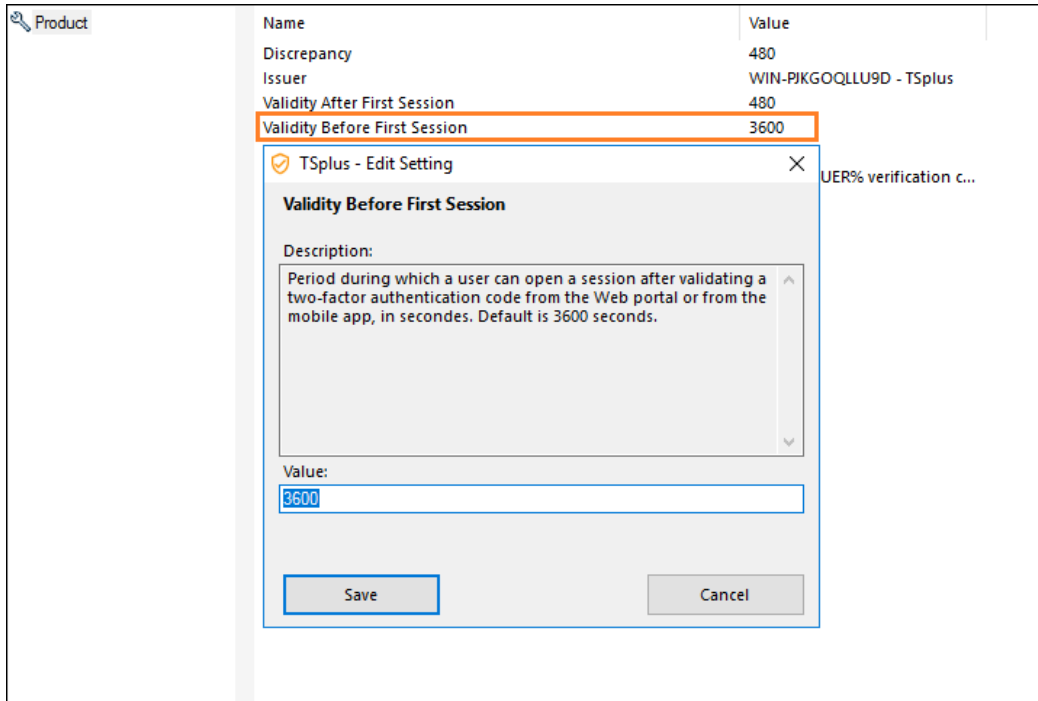 Product
Name Value
Discrepancy 480
Issuer WIN-PJKGOQLLU9D - TSplus
Validity After First Session 480
Validity Before First Session 3600
TSplus - Edit Setting
UER% verification c...
Validity Before First Session
Description:
Period during which a user can open a session after validating a
two-factor authentication code from the Web portal or from the
mobile app, in secondes. Default is 3600 seconds.
Value:
3600
Save Cancel